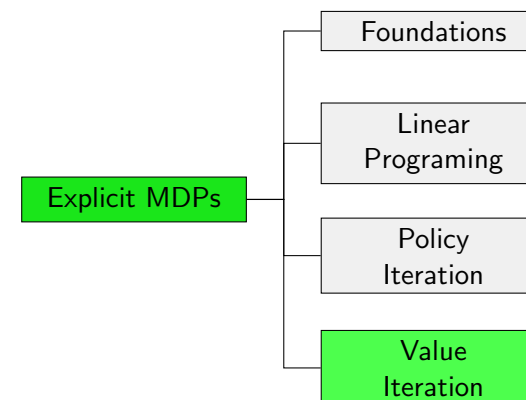 Foundations
Linear
Programing
Explicit MDPs
Policy
Iteration
Value
Iteration